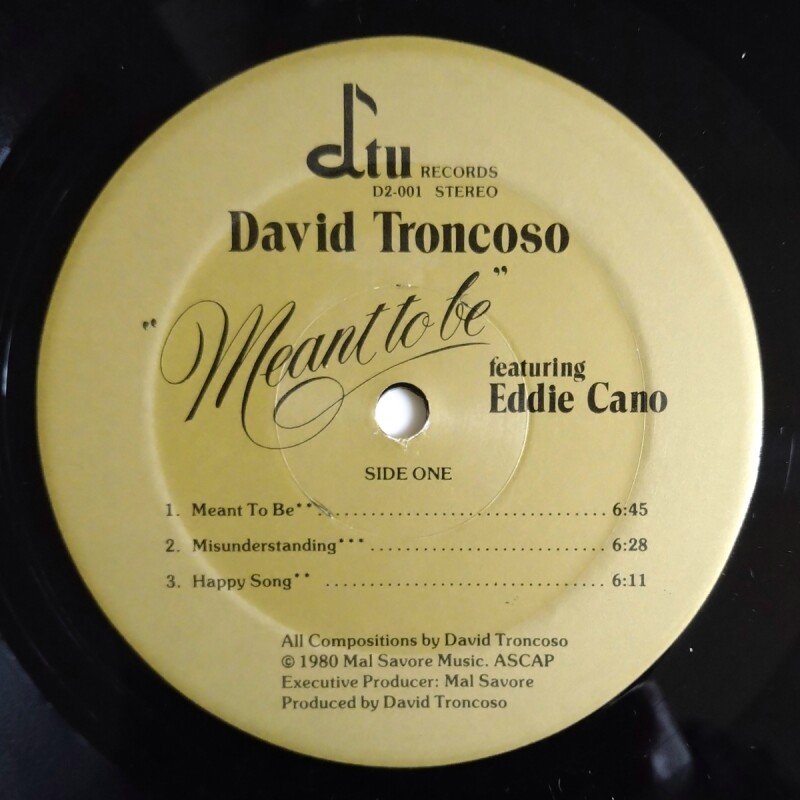 dtu RECORDS
D2-001 STEREO
David Troncoso
"Meant to be"
featuring
Eddie Cano
SIDE ONE
1. Meant To Be**.................................. 6:45
2. Misunderstanding***............................ 6:28
3. Happy Song** .................................. 6:11
All Compositions by David Troncoso
© 1980 Mal Savore Music. ASCAP
Executive Producer: Mal Savore
Produced by David Troncoso